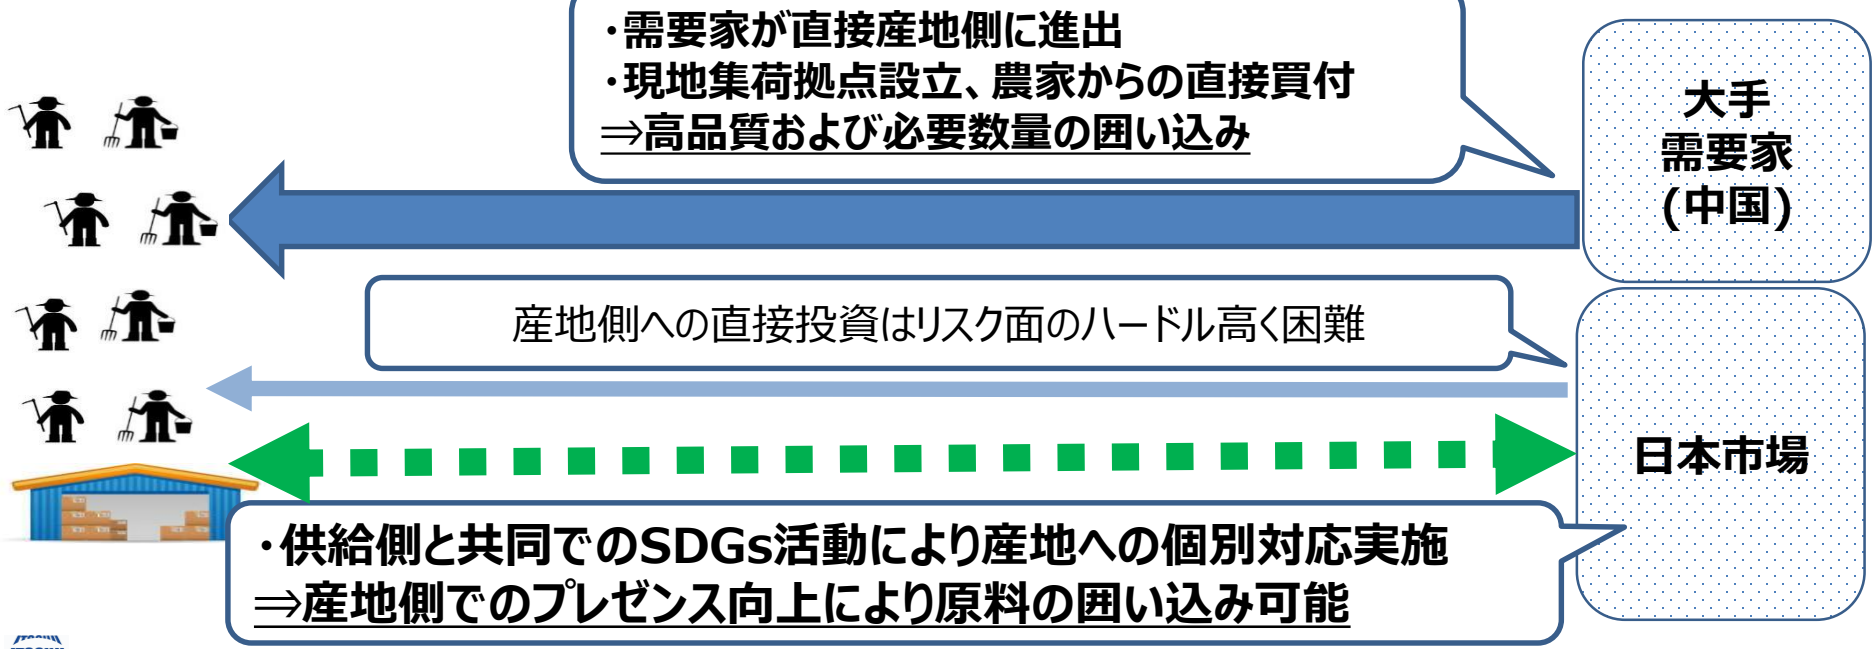 ・需要家が直接産地側に進出
・現地集荷拠点設立、農家からの直接買付
⇒高品質および必要数量の囲い込み
大手
需要家
(中国)
産地側への直接投資はリスク面のハードル高く困難
日本市場
・供給側と共同でのSDGs活動により産地への個別対応実施
⇒産地側でのプレゼンス向上により原料の囲い込み可能